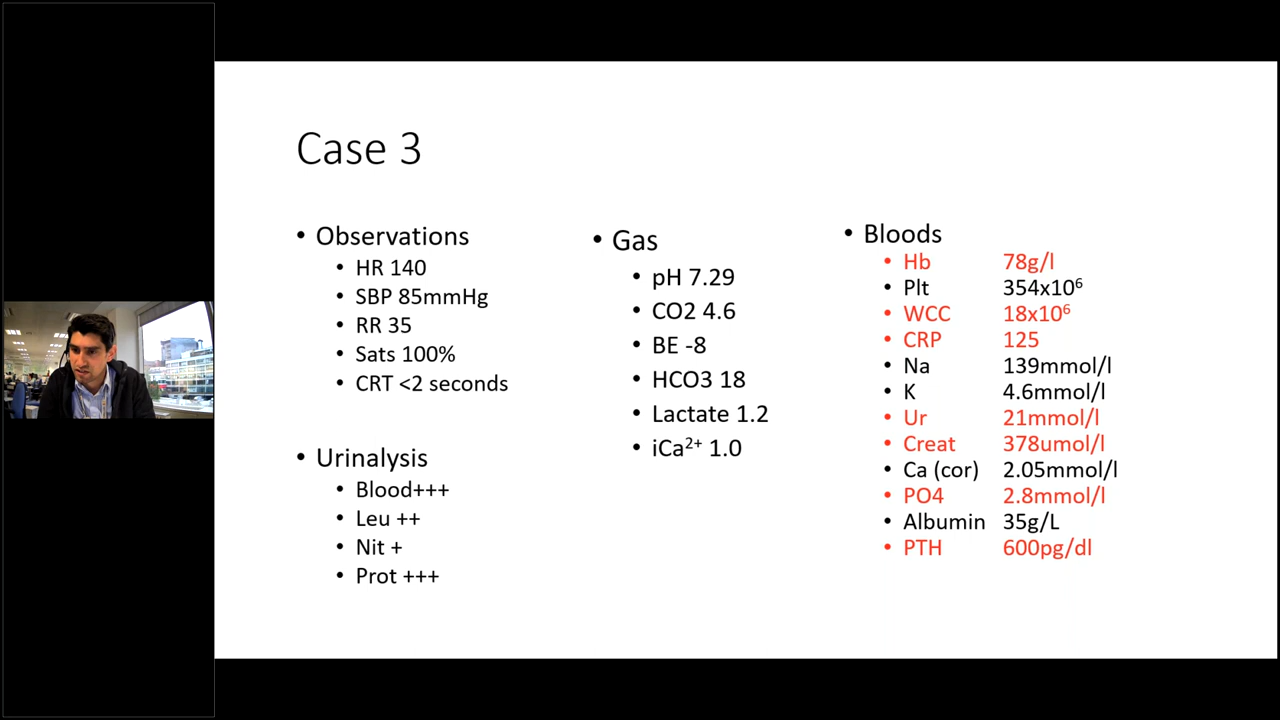 Case 3
• Observations
• HR 140
• SBP 85mmHg
• RR 35
• Sats 100%
• CRT <2 seconds
• Urinalysis
• Blood+++
• Leu ++
• Nit +
• Prot +++
• Gas
• pH 7.29
• CO2 4.6
• BE -8
• HCO3 18
• Lactate 1.2
• iCa²⁺ 1.0
• Bloods
• Hb 78g/l
• Plt 354x10⁶
• WCC 18x10⁶
• CRP 125
• Na 139mmol/l
• K 4.6mmol/l
• Ur 21mmol/l
• Creat 378umol/l
• Ca (cor) 2.05mmol/l
• PO4 2.8mmol/l
• Albumin 35g/L
• PTH 600pg/dl